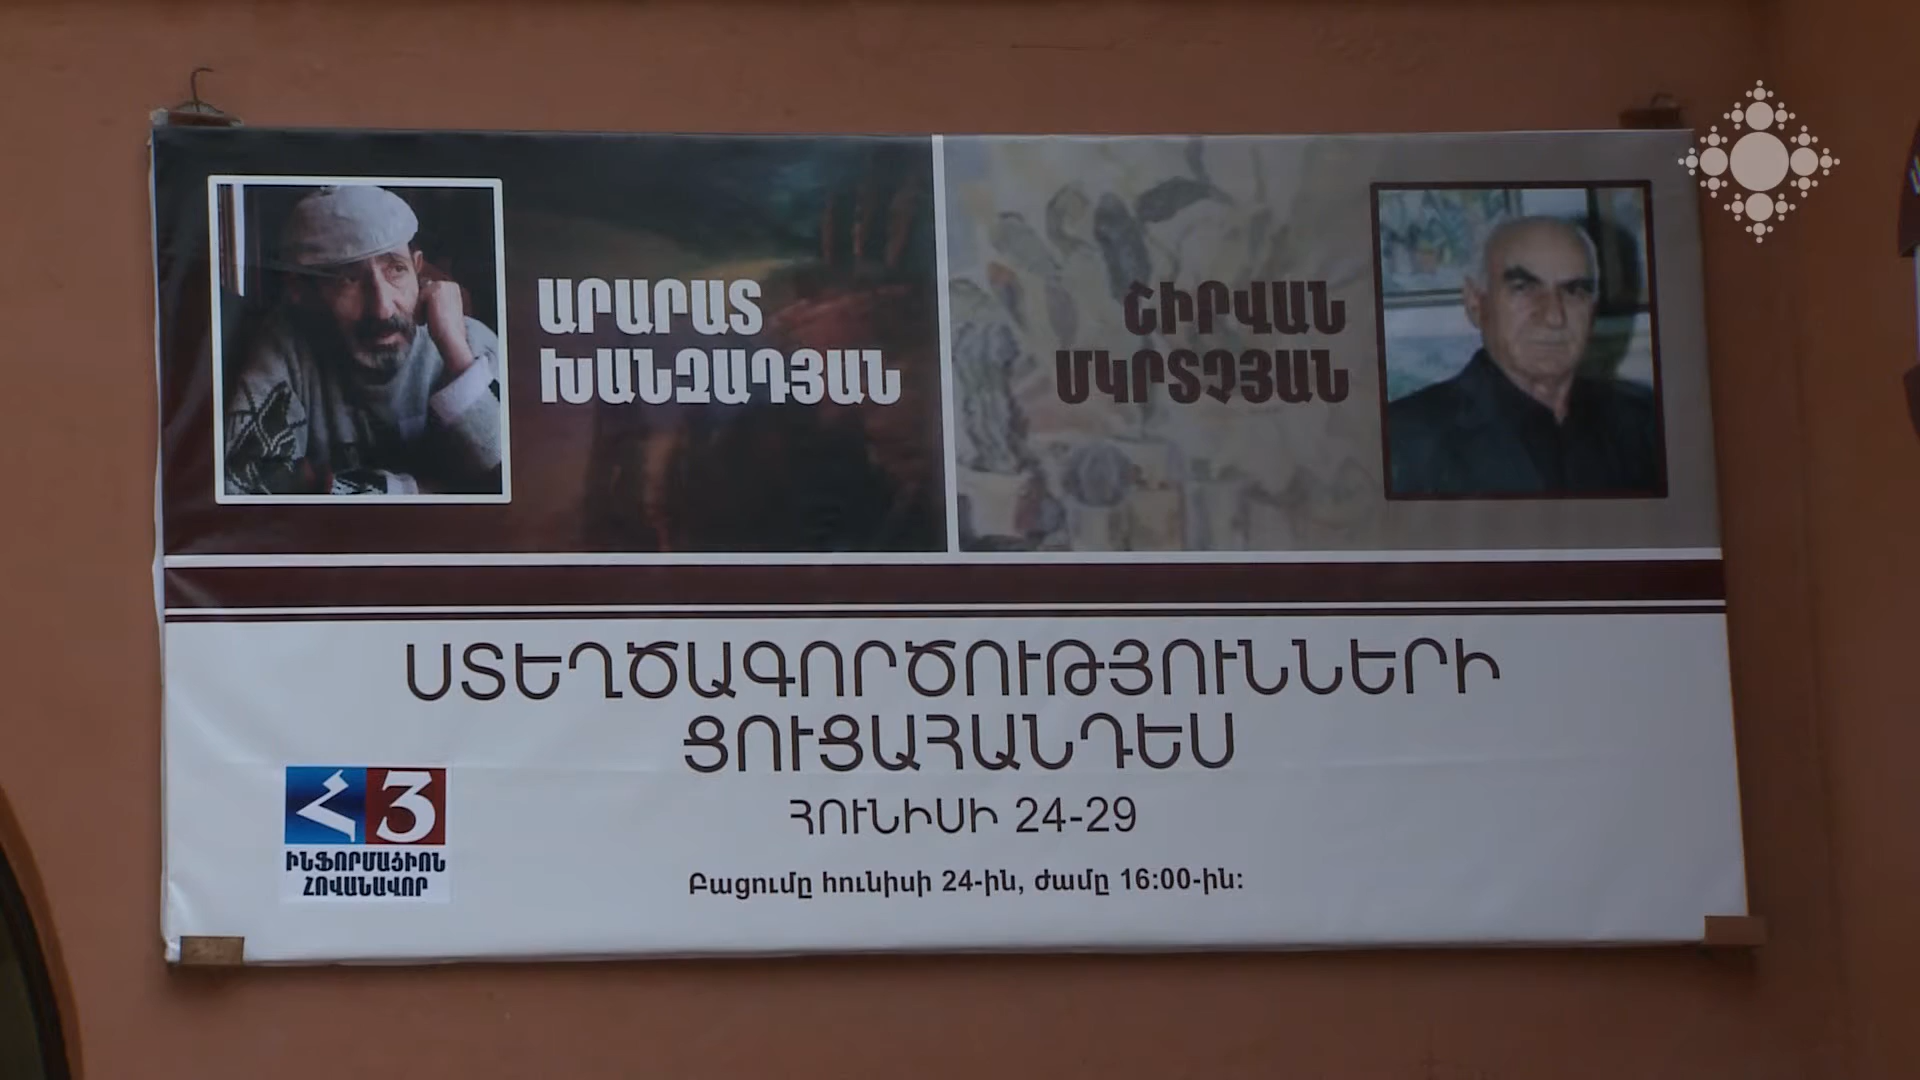 ԱՐԱՐԱՏ
ԽԱՆԶԱԴՅԱՆ
ՇԻՐՎԱՆ
ՄԿՐՏՉՅԱՆ
ՍՏԵՂԾԱԳՈՐԾՈՒԹՅՈՒՆՆԵՐԻ
ՑՈՒՑԱՀԱՆԴԵՍ
ՀՈՒՆԻՍԻ 24-29
Բացումը հունիսի 24-ին, ժամը 16:00-ին:
Հ3
ԻՆՖՈՐՄԱՑԻՈՆ
ՀՈՎԱՆԱՎՈՐ